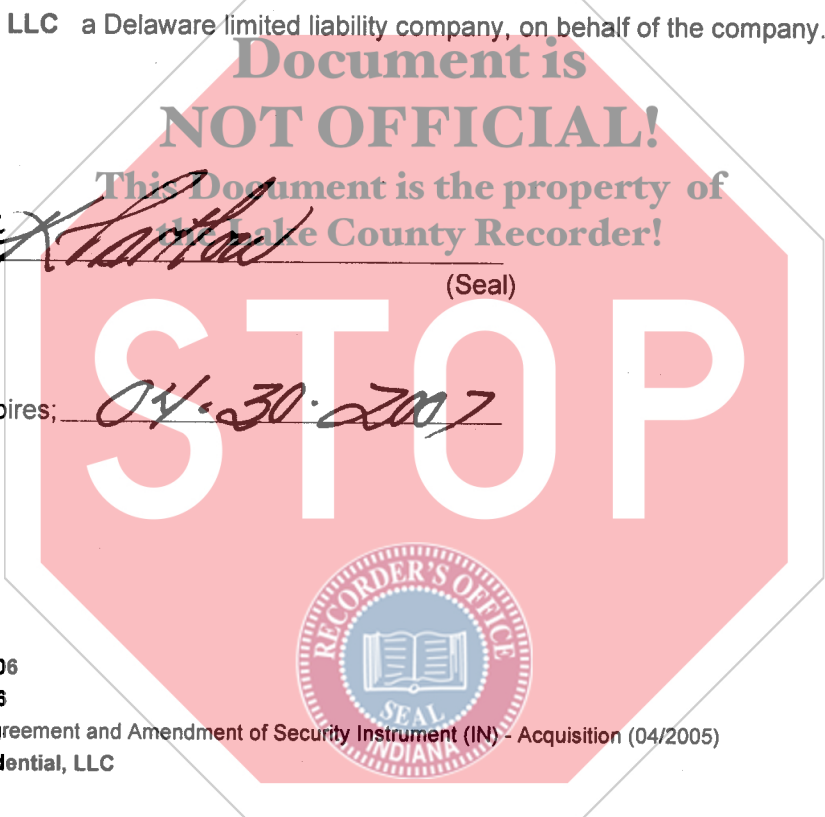 LLC a Delaware limited liability company, on behalf of the company.
Document is
NOT OFFICIAL!
This Document is the property of
the Lake County Recorder!
(Seal)
STOP
pires; 04-30-2007
RECORDER'S OFFICE
SEAL
INDIANA
06
6
greement and Amendment of Security Instrument (IN) - Acquisition (04/2005)
dential, LLC